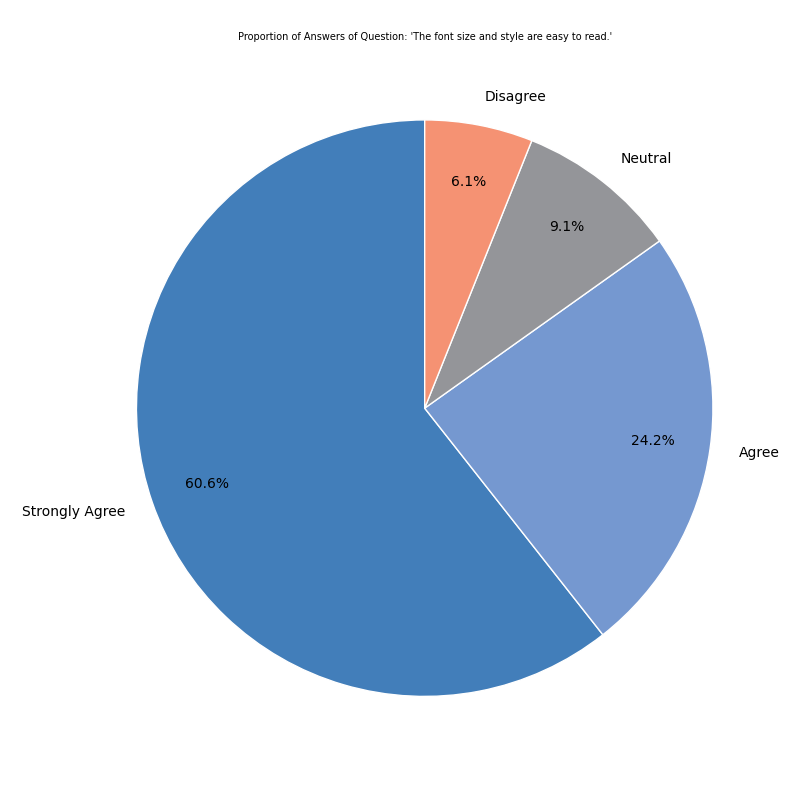 Proportion of Answers of Question: 'The font size and style are easy to read.'
Disagree
Neutral
6.1%
9.1%
24.2%
Agree
60.6%
Strongly Agree